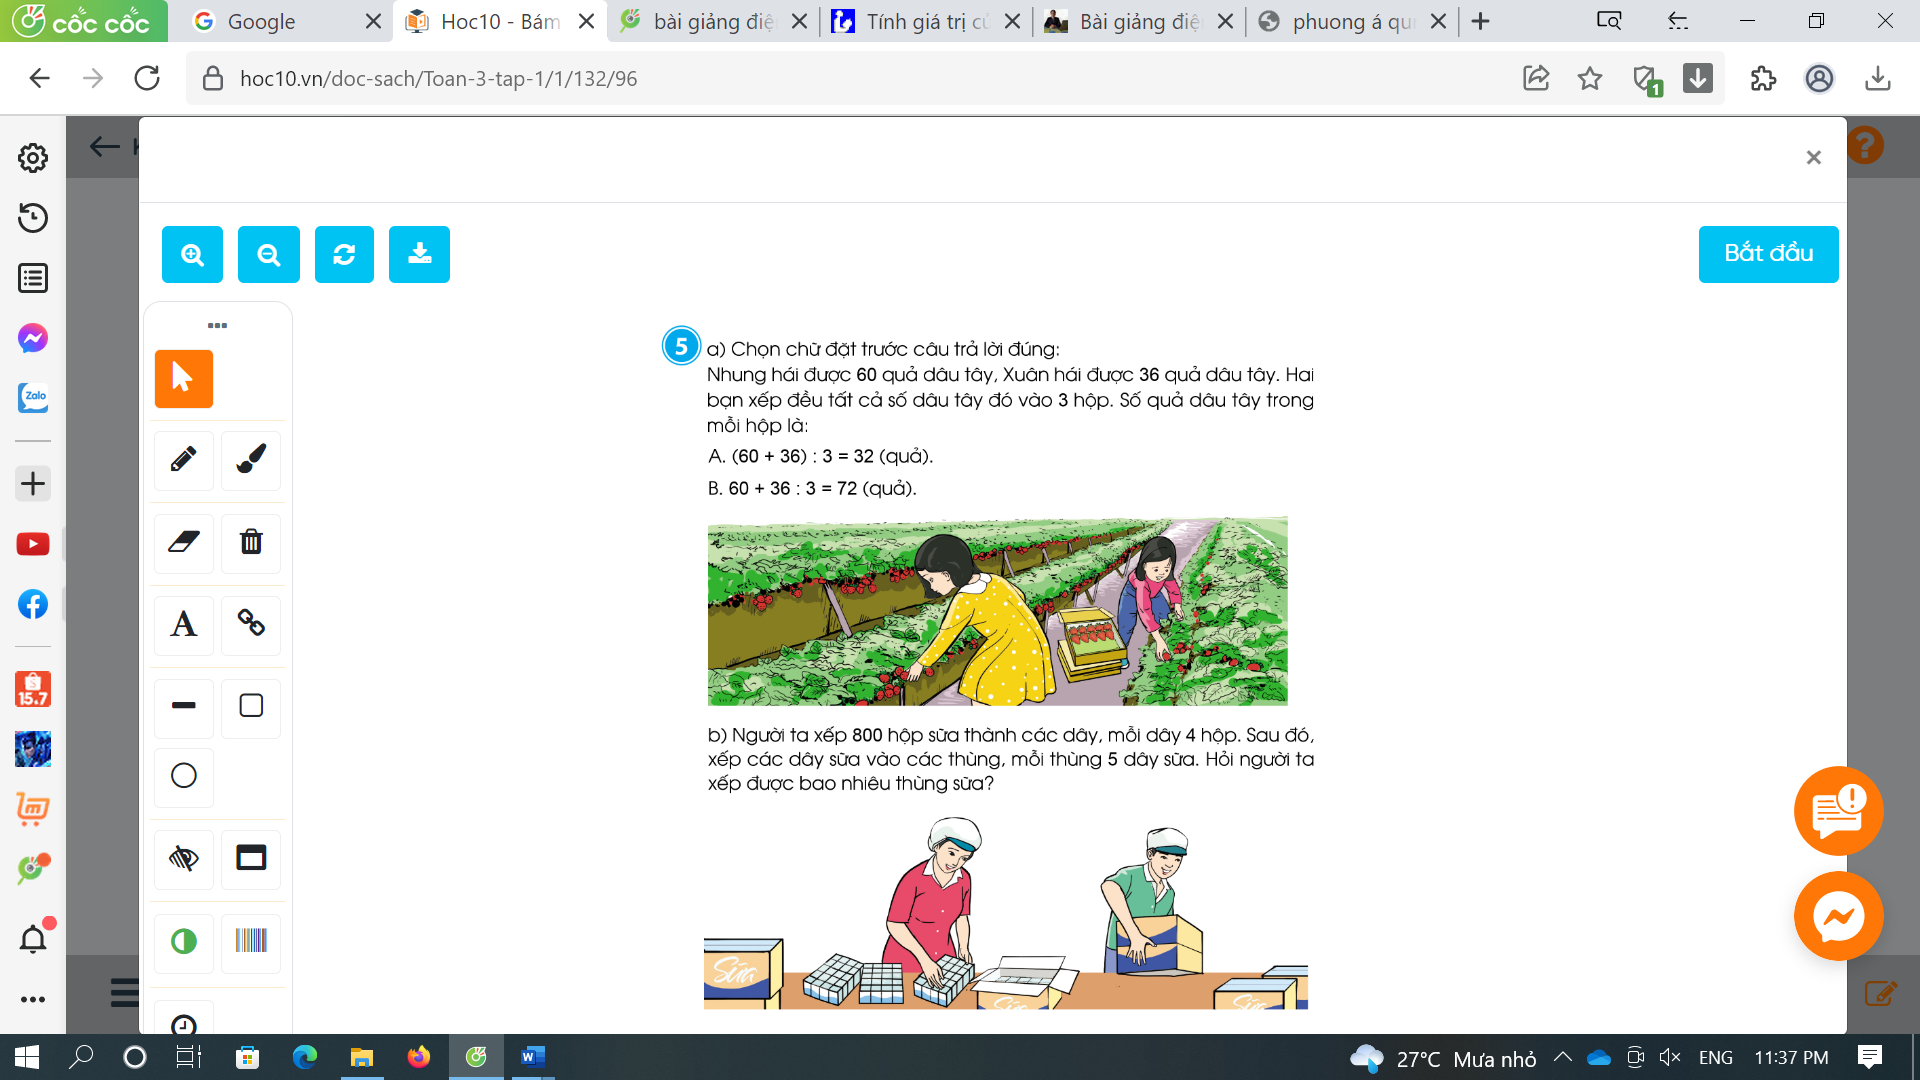 cốc cốc
Google
Hoc10 - Bám
bài giảng điệ
Tính giá trị củ
Bài giảng điệ
phuong á qu
hoc10.vn/doc-sach/Toan-3-tap-1/1/132/96
1
Bắt đầu
5
a) Chọn chữ đặt trước câu trả lời đúng:
Nhung hái được 60 quả dâu tây, Xuân hái được 36 quả dâu tây. Hai
bạn xếp đều tất cả số dâu tây đó vào 3 hộp. Số quả dâu tây trong
mỗi hộp là:
A. (60 + 36) : 3 = 32 (quả).
B. 60 + 36 : 3 = 72 (quả).
b) Người ta xếp 800 hộp sữa thành các dây, mỗi dây 4 hộp. Sau đó,
xếp các dây sữa vào các thùng, mỗi thùng 5 dây sữa. Hỏi người ta
xếp được bao nhiêu thùng sữa?
Sữa
Sữa
Sữa
Zalo
15.7
A
27°C Mưa nhỏ
ENG
11:37 PM